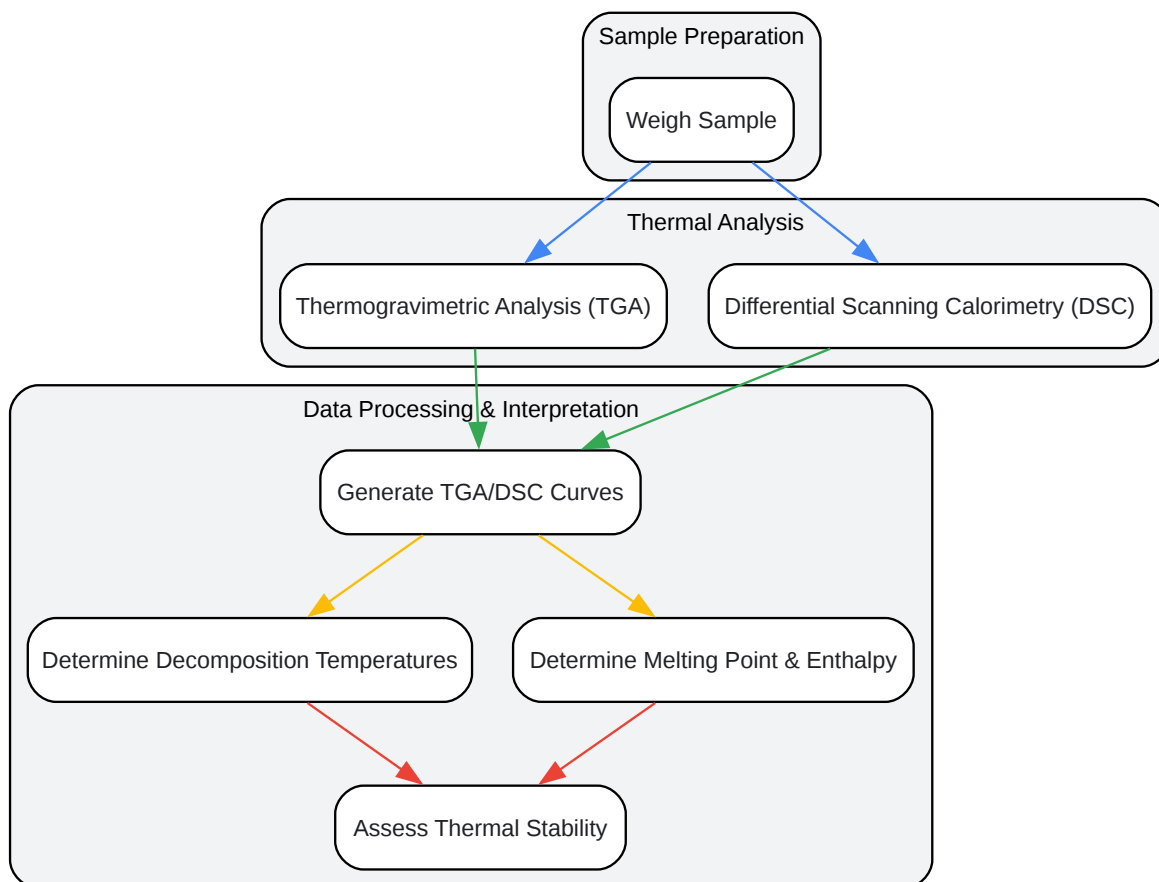 Sample Preparation
Weigh Sample
Thermal Analysis
Thermogravimetric Analysis (TGA)
Differential Scanning Calorimetry (DSC)
Data Processing & Interpretation
Generate TGA/DSC Curves
Determine Decomposition Temperatures
Determine Melting Point & Enthalpy
Assess Thermal Stability